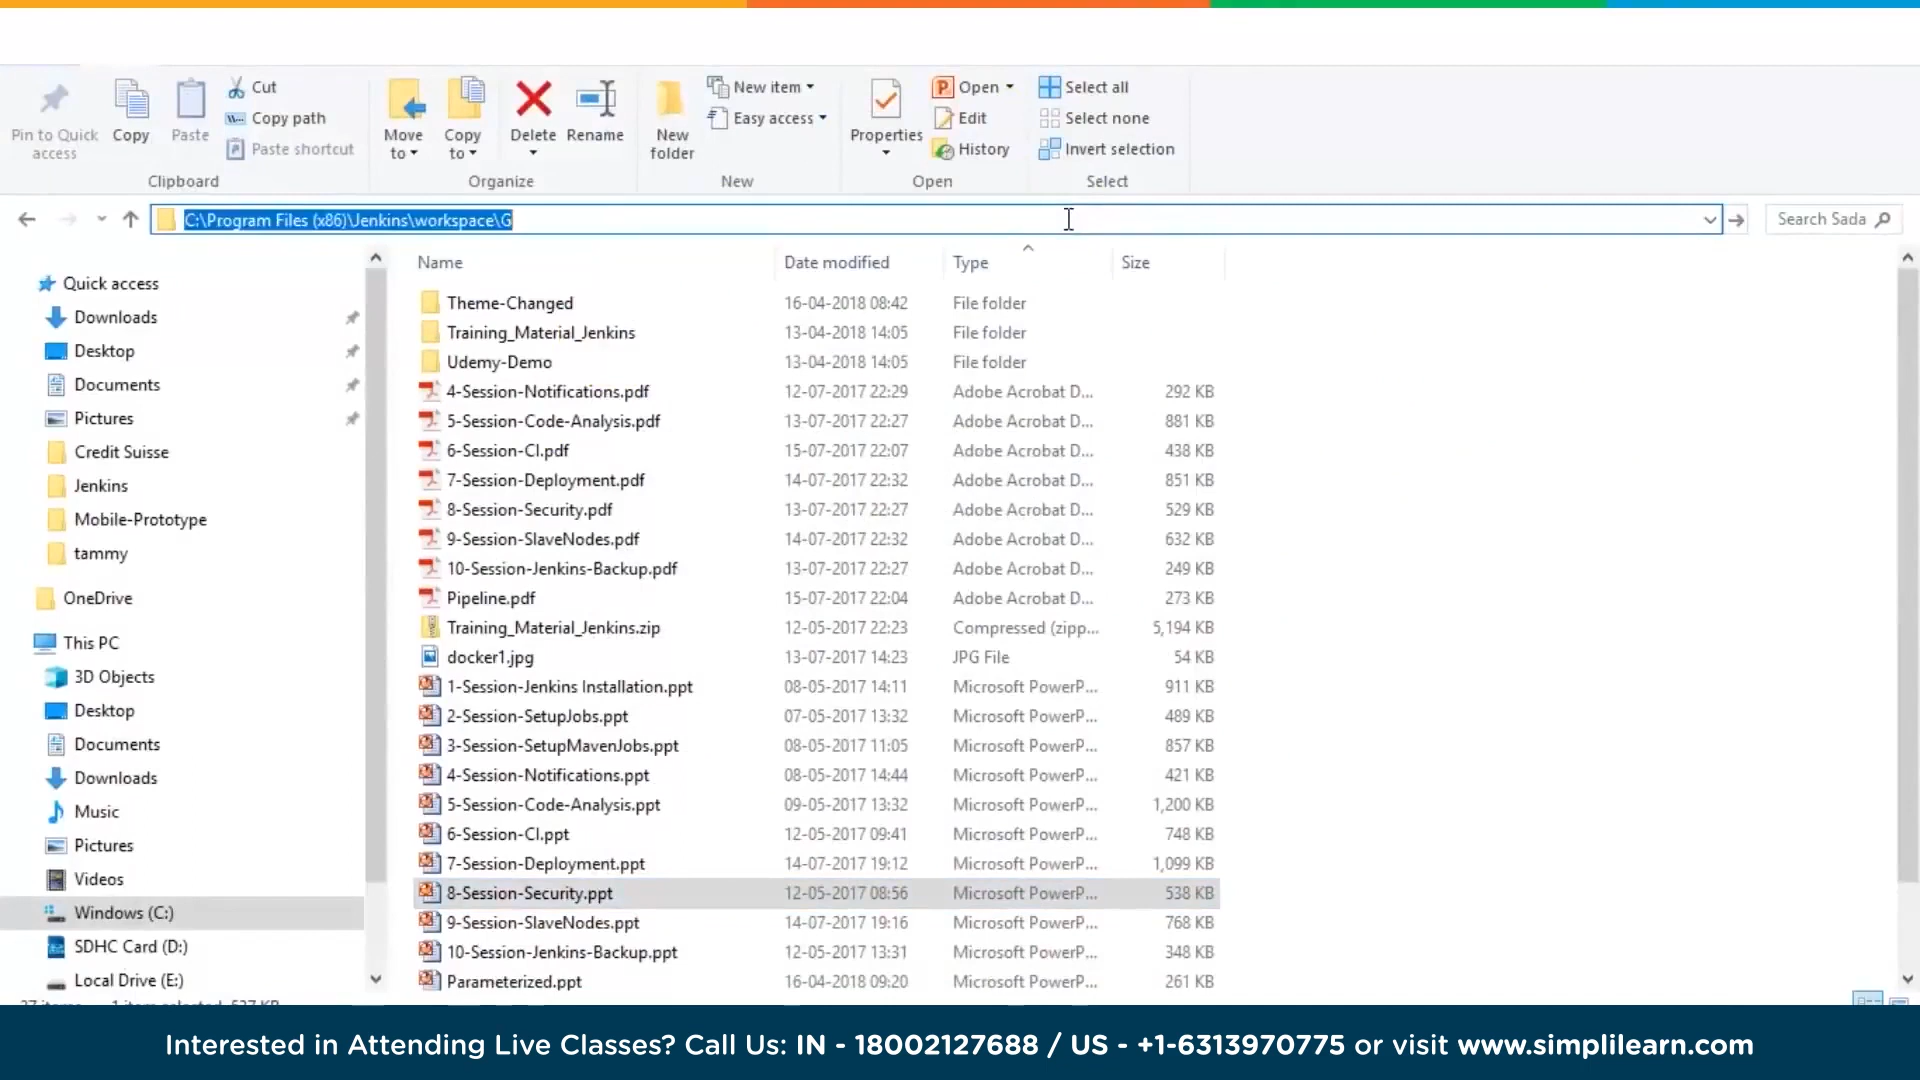 Pin to Quick access
Copy
Paste
Cut
Copy path
Paste shortcut
Clipboard
Move to
Copy to
Delete
Rename
Organize
New folder
New item
Easy access
New
Properties
Open
Edit
History
Open
Select all
Select none
Invert selection
Select
C:\Program Files (x86)\Jenkins\workspace\G
Search Sada
Name Date modified Type Size
Quick access
Downloads
Desktop
Documents
Pictures
Credit Suisse
Jenkins
Mobile-Prototype
tammy
OneDrive
This PC
3D Objects
Desktop
Documents
Downloads
Music
Pictures
Videos
Windows (C:)
SDHC Card (D:)
Local Drive (E:)
Theme-Changed 16-04-2018 08:42 File folder
Training_Material_Jenkins 13-04-2018 14:05 File folder
Udemy-Demo 13-04-2018 14:05 File folder
4-Session-Notifications.pdf 12-07-2017 22:29 Adobe Acrobat D... 292 KB
5-Session-Code-Analysis.pdf 13-07-2017 22:27 Adobe Acrobat D... 881 KB
6-Session-CI.pdf 15-07-2017 22:07 Adobe Acrobat D... 438 KB
7-Session-Deployment.pdf 14-07-2017 22:32 Adobe Acrobat D... 851 KB
8-Session-Security.pdf 13-07-2017 22:27 Adobe Acrobat D... 529 KB
9-Session-SlaveNodes.pdf 14-07-2017 22:32 Adobe Acrobat D... 632 KB
10-Session-Jenkins-Backup.pdf 13-07-2017 22:27 Adobe Acrobat D... 249 KB
Pipeline.pdf 15-07-2017 22:04 Adobe Acrobat D... 273 KB
Training_Material_Jenkins.zip 12-05-2017 22:23 Compressed (zipp... 5,194 KB
docker1.jpg 13-07-2017 14:23 JPG File 54 KB
1-Session-Jenkins Installation.ppt 08-05-2017 14:11 Microsoft PowerP... 911 KB
2-Session-SetupJobs.ppt 07-05-2017 13:32 Microsoft PowerP... 489 KB
3-Session-SetupMavenJobs.ppt 08-05-2017 11:05 Microsoft PowerP... 857 KB
4-Session-Notifications.ppt 08-05-2017 14:44 Microsoft PowerP... 421 KB
5-Session-Code-Analysis.ppt 09-05-2017 13:32 Microsoft PowerP... 1,200 KB
6-Session-CI.ppt 12-05-2017 09:41 Microsoft PowerP... 748 KB
7-Session-Deployment.ppt 14-07-2017 19:12 Microsoft PowerP... 1,099 KB
8-Session-Security.ppt 12-05-2017 08:56 Microsoft PowerP... 538 KB
9-Session-SlaveNodes.ppt 14-07-2017 19:16 Microsoft PowerP... 768 KB
10-Session-Jenkins-Backup.ppt 12-05-2017 13:31 Microsoft PowerP... 348 KB
Parameterized.ppt 16-04-2018 09:20 Microsoft PowerP... 261 KB
Interested in Attending Live Classes? Call Us: IN - 18002127688 / US - +1-6313970775 or visit www.simplilearn.com